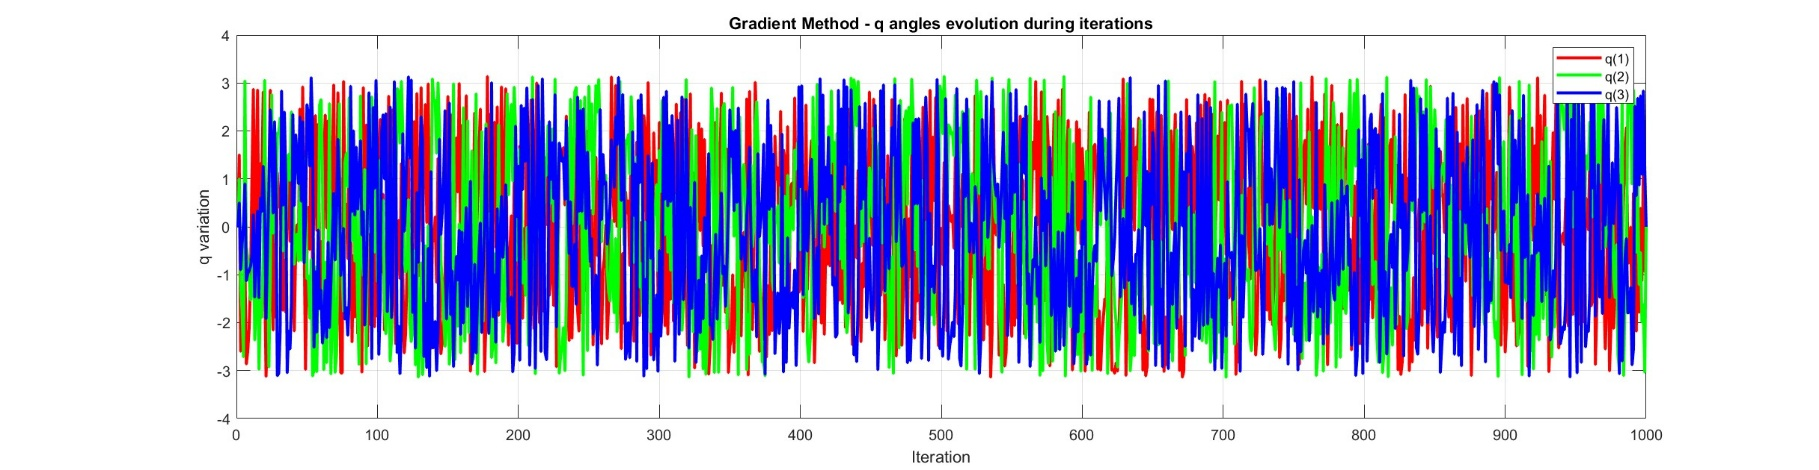 Gradient Method - q angles evolution during iterations
4
3
2
1
0
-1
-2
-3
-4
q variation
q(1)
q(2)
q(3)
0 100 200 300 400 500 600 700 800 900 1000
Iteration